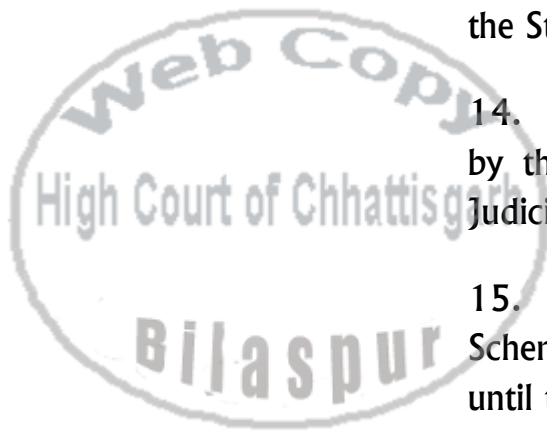 the St
Web Copy
14.
by th
High Court of Chhattisgarh
Judici
15.
Bilaspur
Schem
until t